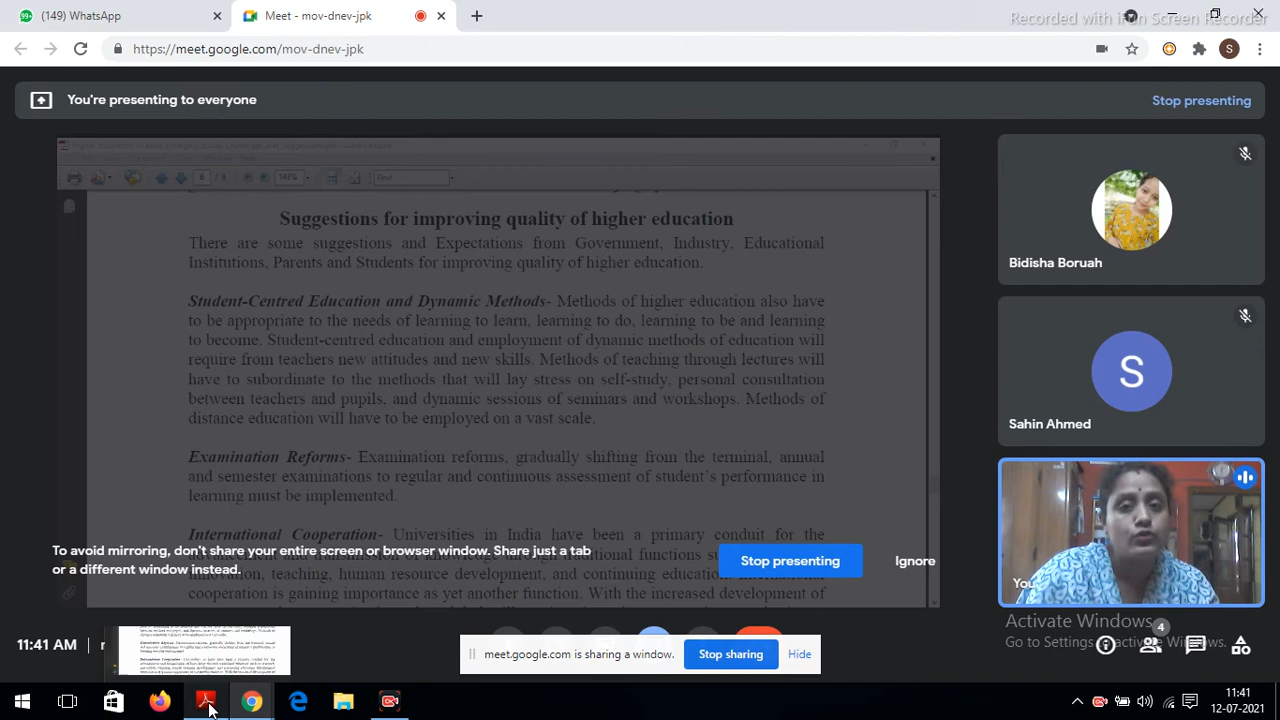 (149) WhatsApp
Meet - mov-dnev-jpk
Recorded with iFun Screen Recorder
https://meet.google.com/mov-dnev-jpk
S
You're presenting to everyone
Stop presenting
6 / 8
Find
Suggestions for improving quality of higher education
There are some suggestions and Expectations from Government, Industry, Educational
Institutions, Parents and Students for improving quality of higher education.
Student-Centred Education and Dynamic Methods- Methods of higher education also have
to be appropriate to the needs of learning to learn, learning to do, learning to be and learning
to become. Student-centred education and employment of dynamic methods of education will
require from teachers new attitudes and new skills. Methods of teaching through lectures will
have to subordinate to the methods that will lay stress on self-study, personal consultation
between teachers and pupils, and dynamic sessions of seminars and workshops. Methods of
distance education will have to be employed on a vast scale.
Examination Reforms- Examination reforms, gradually shifting from the terminal, annual
and semester examinations to regular and continuous assessment of student's performance in
learning must be implemented.
International Cooperation- Universities in India have been a primary conduit for the
innovation, teaching, human resource development, and continuing education. International
cooperation is gaining importance as yet another function. With the development of
To avoid mirroring, don't share your entire screen or browser window. Share just a tab
or a different window instead.
Stop presenting
Ignore
Bidisha Boruah
S
Sahin Ahmed
You
Activate Windows
Windows.
4
11:41 AM
meet.google.com is sharing a window.
Stop sharing
Hide
11:41
12-07-2021